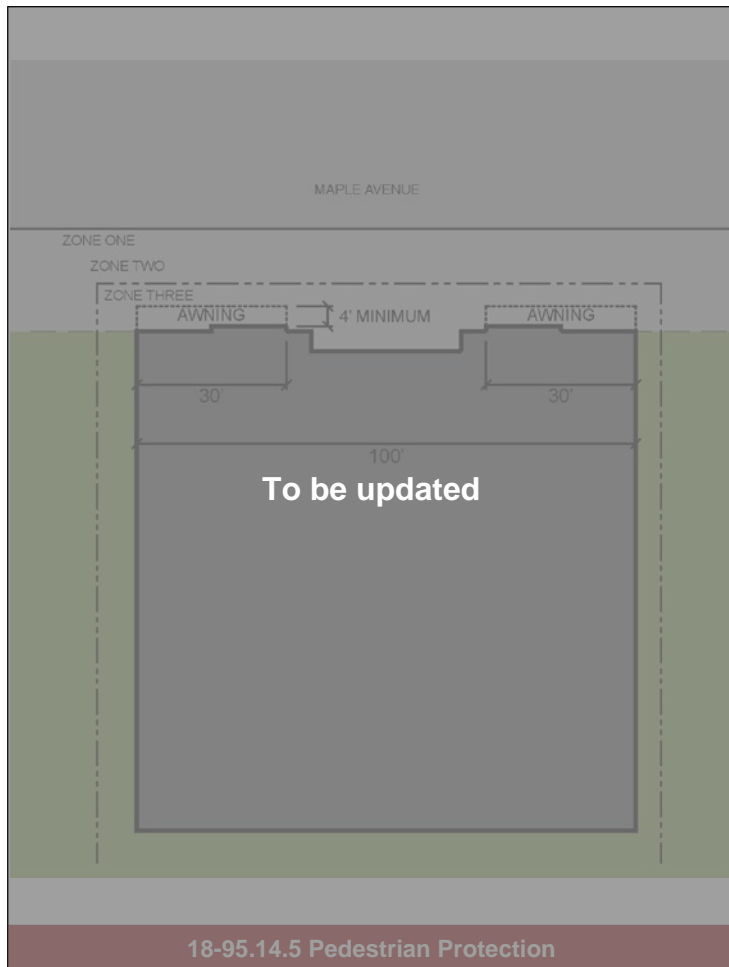 MAPLE AVENUE
ZONE ONE
ZONE TWO
ZONE THREE
AWNING
4' MINIMUM
AWNING
30'
30'
100'
To be updated
18-95.14.5 Pedestrian Protection